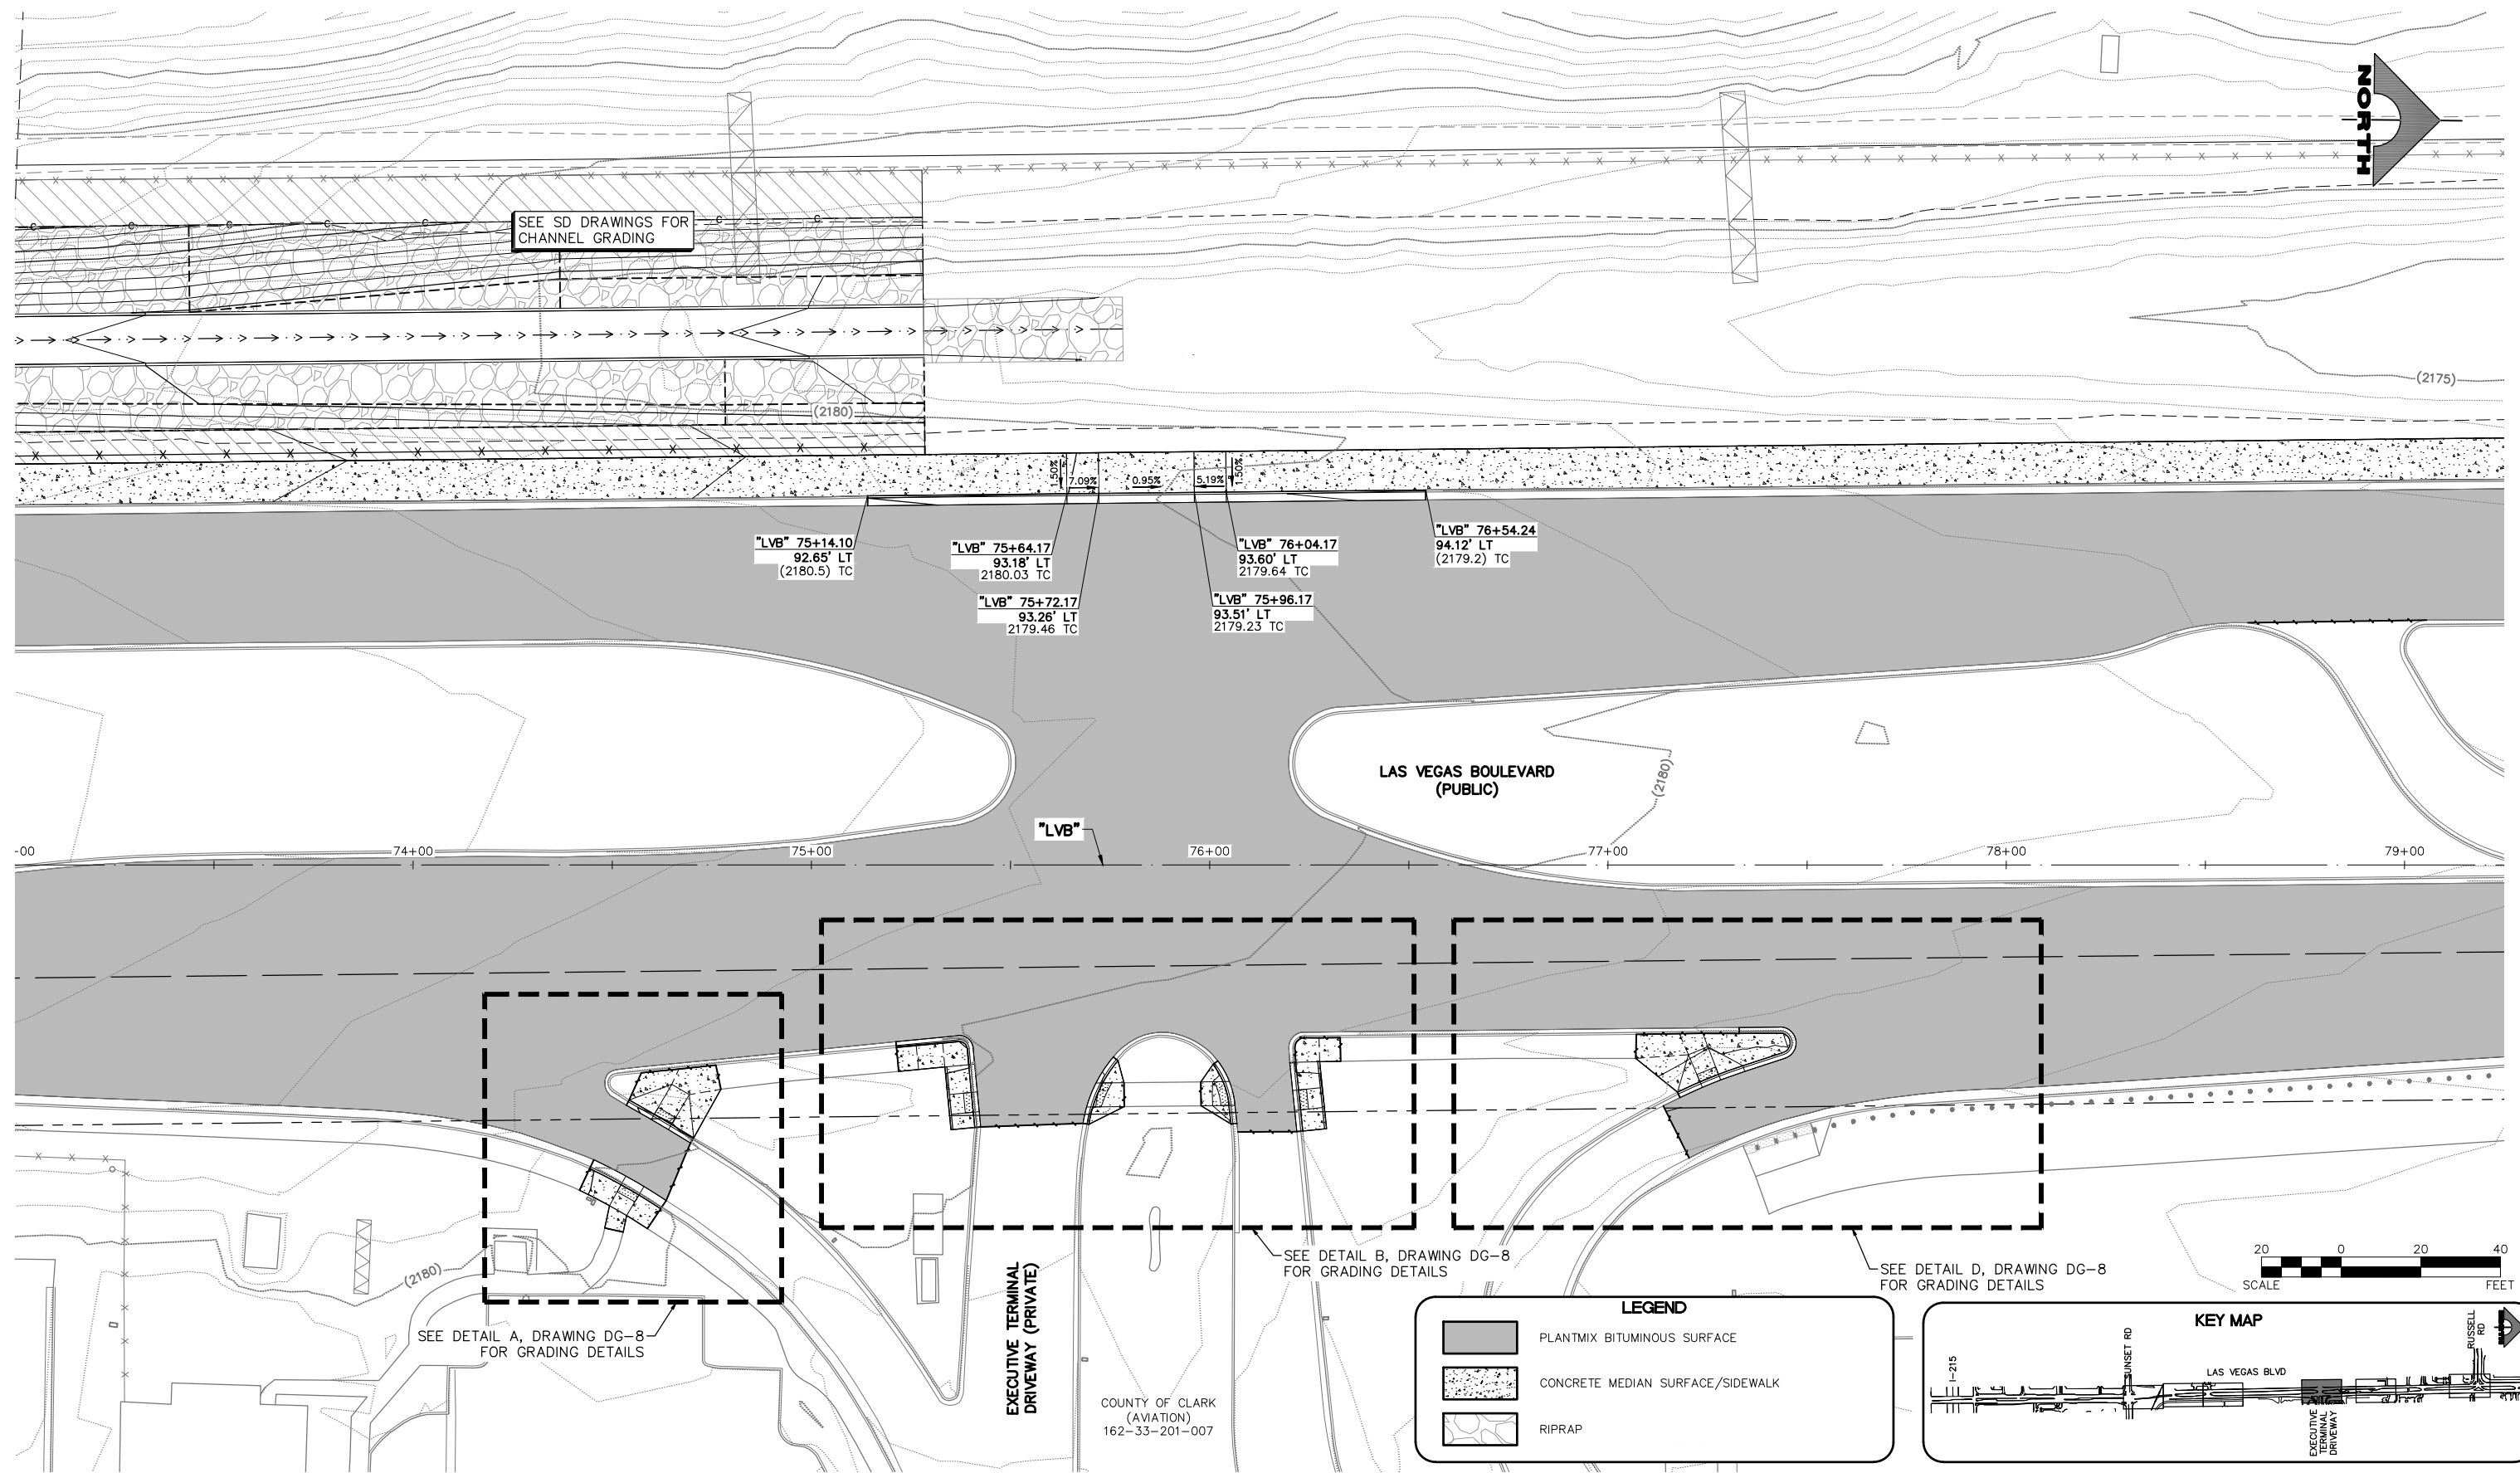 NORTH
SEE SD DRAWINGS FOR
CHANNEL GRADING
(2175)
(2180)
1.50%
7.09%
0.95%
5.19%
1.50%
"LVB" 75+14.10
92.65' LT
(2180.5) TC
"LVB" 75+64.17
93.18' LT
2180.03 TC
"LVB" 75+72.17
93.26' LT
2179.46 TC
"LVB" 76+04.17
93.60' LT
2179.64 TC
"LVB" 75+96.17
93.51' LT
2179.23 TC
"LVB" 76+54.24
94.12' LT
(2179.2) TC
LAS VEGAS BOULEVARD
(PUBLIC)
(2180)
"LVB"
-00
74+00
75+00
76+00
77+00
78+00
79+00
(2180)
SEE DETAIL A, DRAWING DG-8
FOR GRADING DETAILS
SEE DETAIL B, DRAWING DG-8
FOR GRADING DETAILS
SEE DETAIL D, DRAWING DG-8
FOR GRADING DETAILS
EXECUTIVE TERMINAL
DRIVEWAY (PRIVATE)
COUNTY OF CLARK
(AVIATION)
162-33-201-007
20 0 20 40
SCALE FEET
LEGEND
PLANTMIX BITUMINOUS SURFACE
CONCRETE MEDIAN SURFACE/SIDEWALK
RIPRAP
KEY MAP
I-215
SUNSET RD
LAS VEGAS BLVD
RUSSELL
RD
EXECUTIVE
TERMINAL
DRIVEWAY